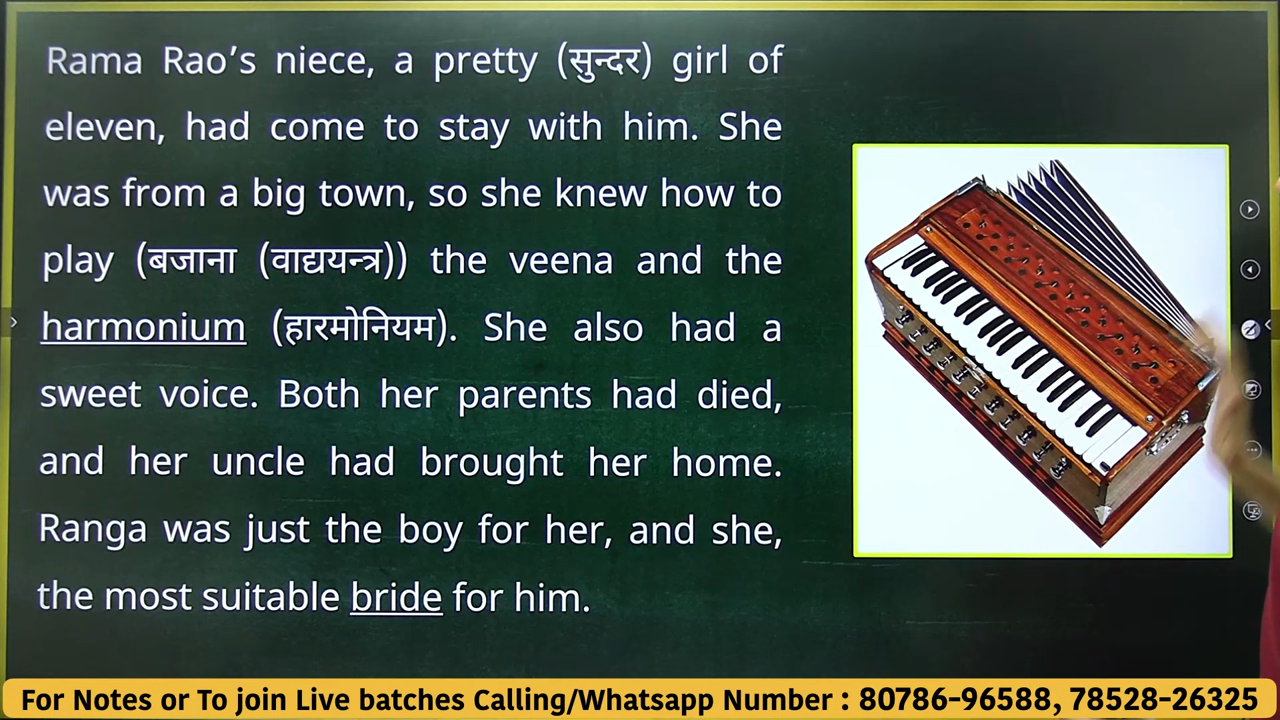 Rama Rao’s niece, a pretty (सुन्दर) girl of
eleven, had come to stay with him. She
was from a big town, so she knew how to
play (बजाना (वाद्ययन्त्र)) the veena and the
harmonium (हारमोनियम). She also had a
sweet voice. Both her parents had died,
and her uncle had brought her home.
Ranga was just the boy for her, and she,
the most suitable bride for him.
For Notes or To join Live batches Calling/Whatsapp Number : 80786-96588, 78528-26325